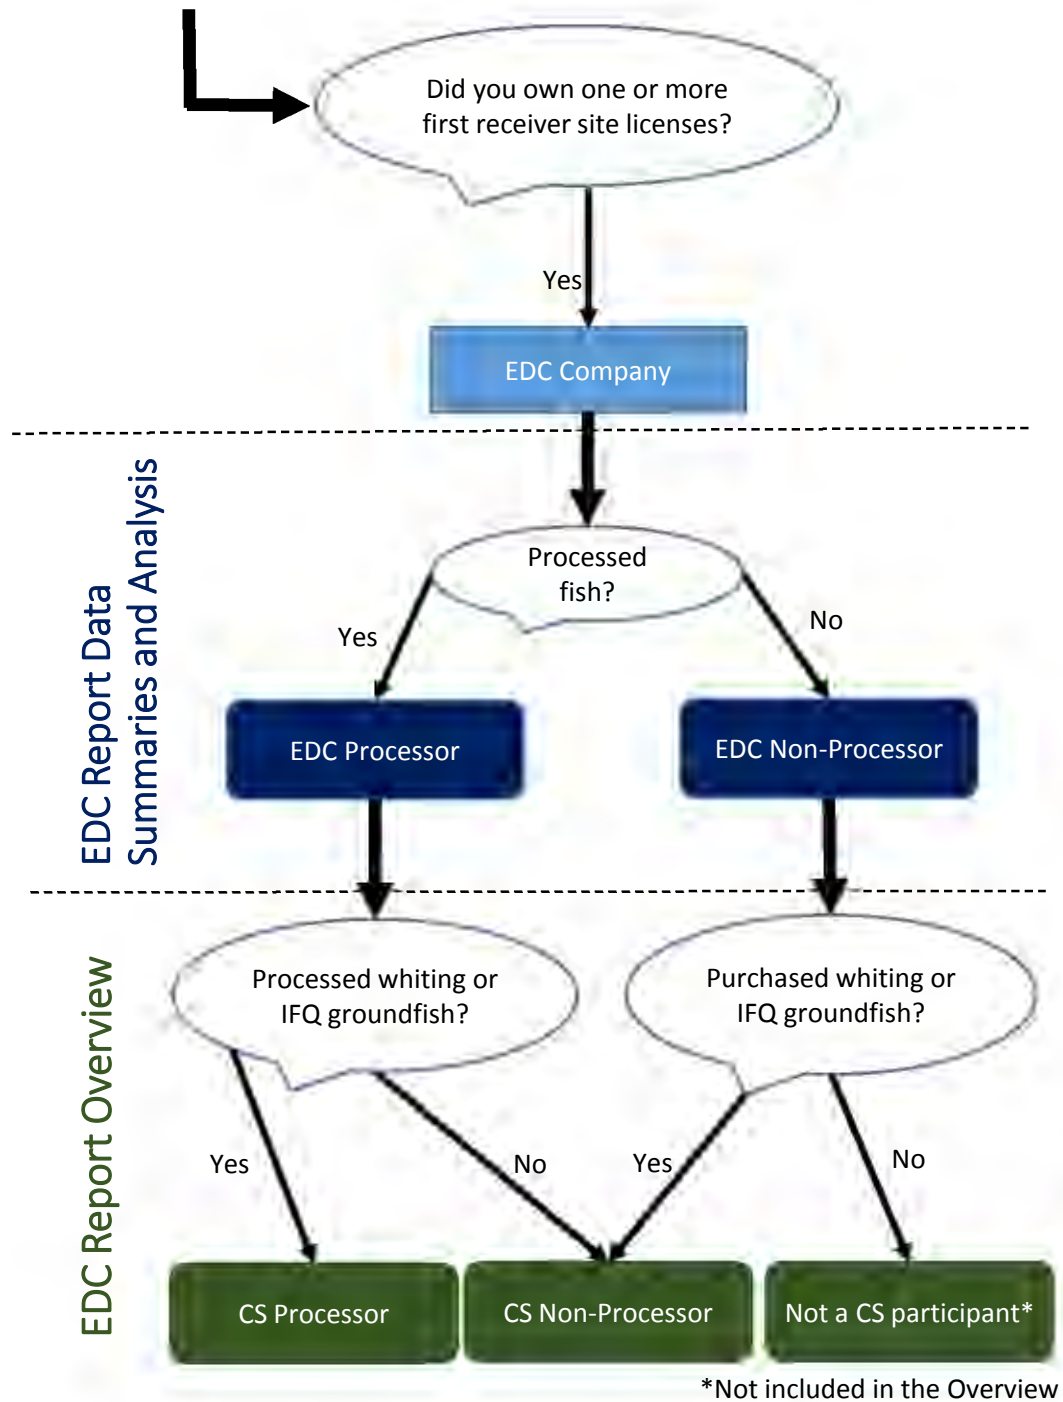 Did you own one or more
first receiver site licenses?
Yes
EDC Company
EDC Report Data
Summaries and Analysis
Processed
fish?
Yes
No
EDC Processor
EDC Non-Processor
EDC Report Overview
Processed whiting or
IFQ groundfish?
Purchased whiting or
IFQ groundfish?
Yes
No
Yes
No
CS Processor
CS Non-Processor
Not a CS participant*
*Not included in the Overview